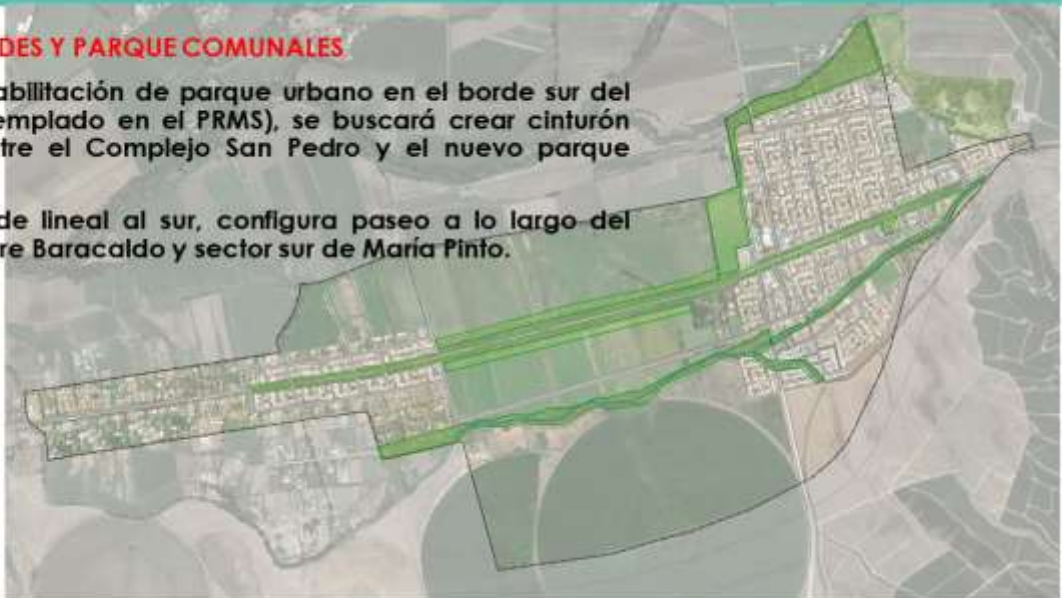 DES Y PARQUE COMUNALES
abilitación de parque urbano en el borde sur del
emplado en el PRMS), se buscará crear cinturón
tre el Complejo San Pedro y el nuevo parque
de lineal al sur, configura paseo a lo largo del
re Baracaldo y sector sur de María Pinto.